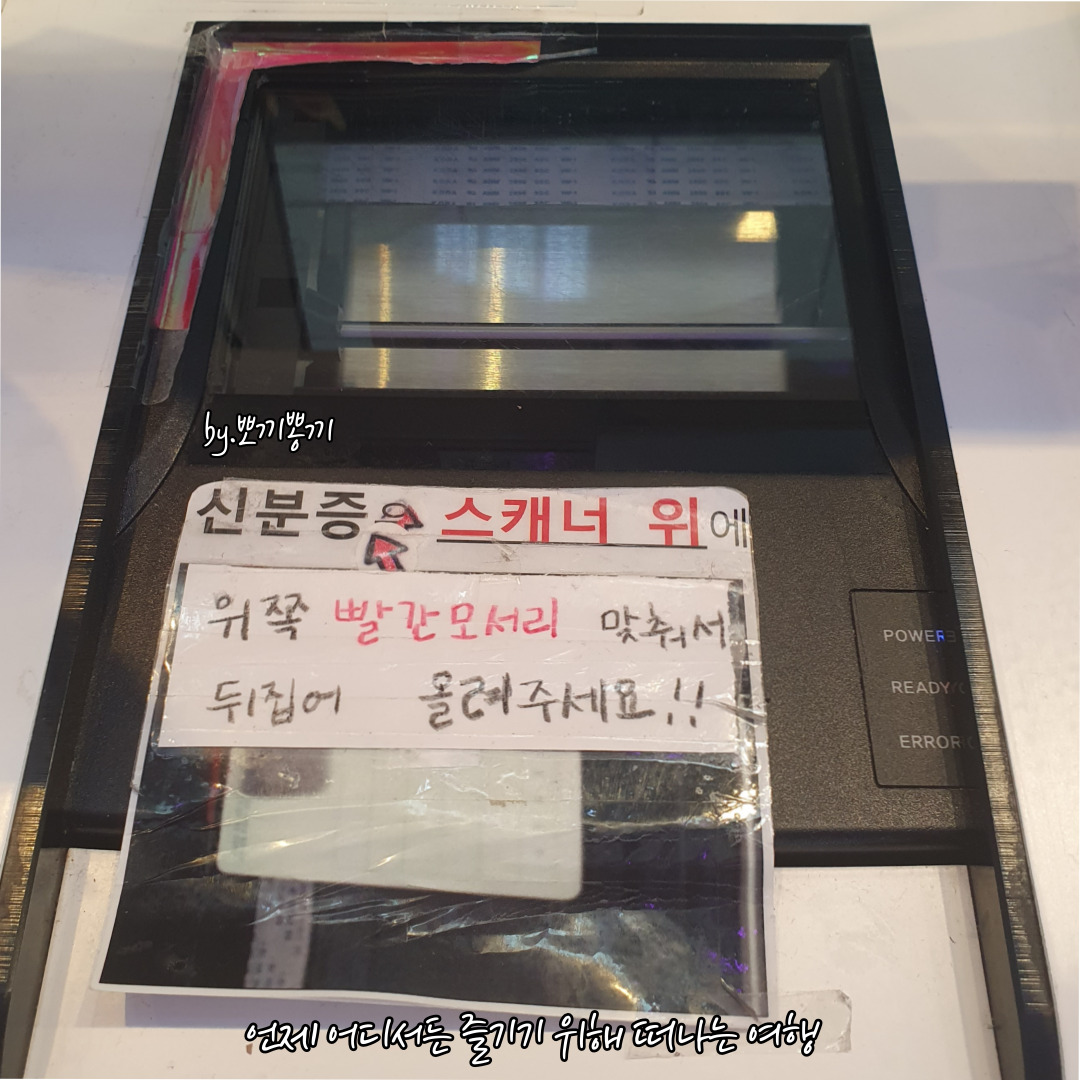 by.뽀끼뽕끼
신분증의 스캐너 위에
위쪽 빨간모서리 맞춰서
뒤집어 올려주세요!!
POWER
READY
ERROR
언제 어디서든 즐기기 위해 떠나는 여행